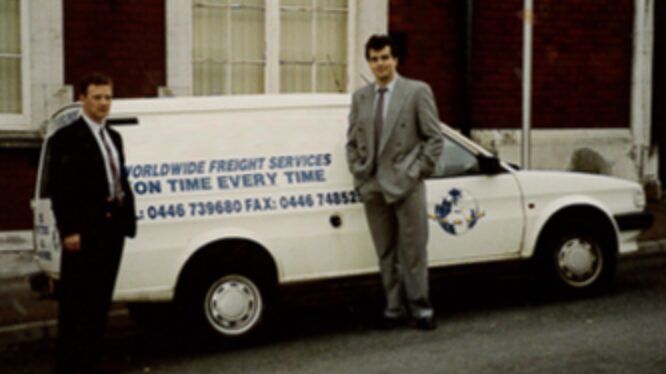 WORLDWIDE FREIGHT SERVICES
ON TIME EVERY TIME
: 0446 739680 FAX: 0446 74852